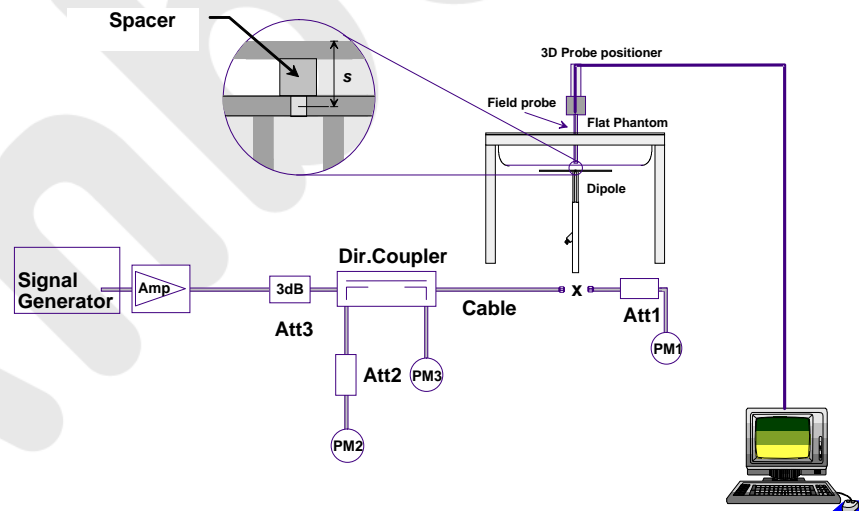 Spacer
s
3D Probe positioner
Field probe
Flat Phantom
Dipole
Signal
Generator
Amp
3dB
Att3
Dir.Coupler
Cable
x
Att1
PM1
Att2
PM3
PM2